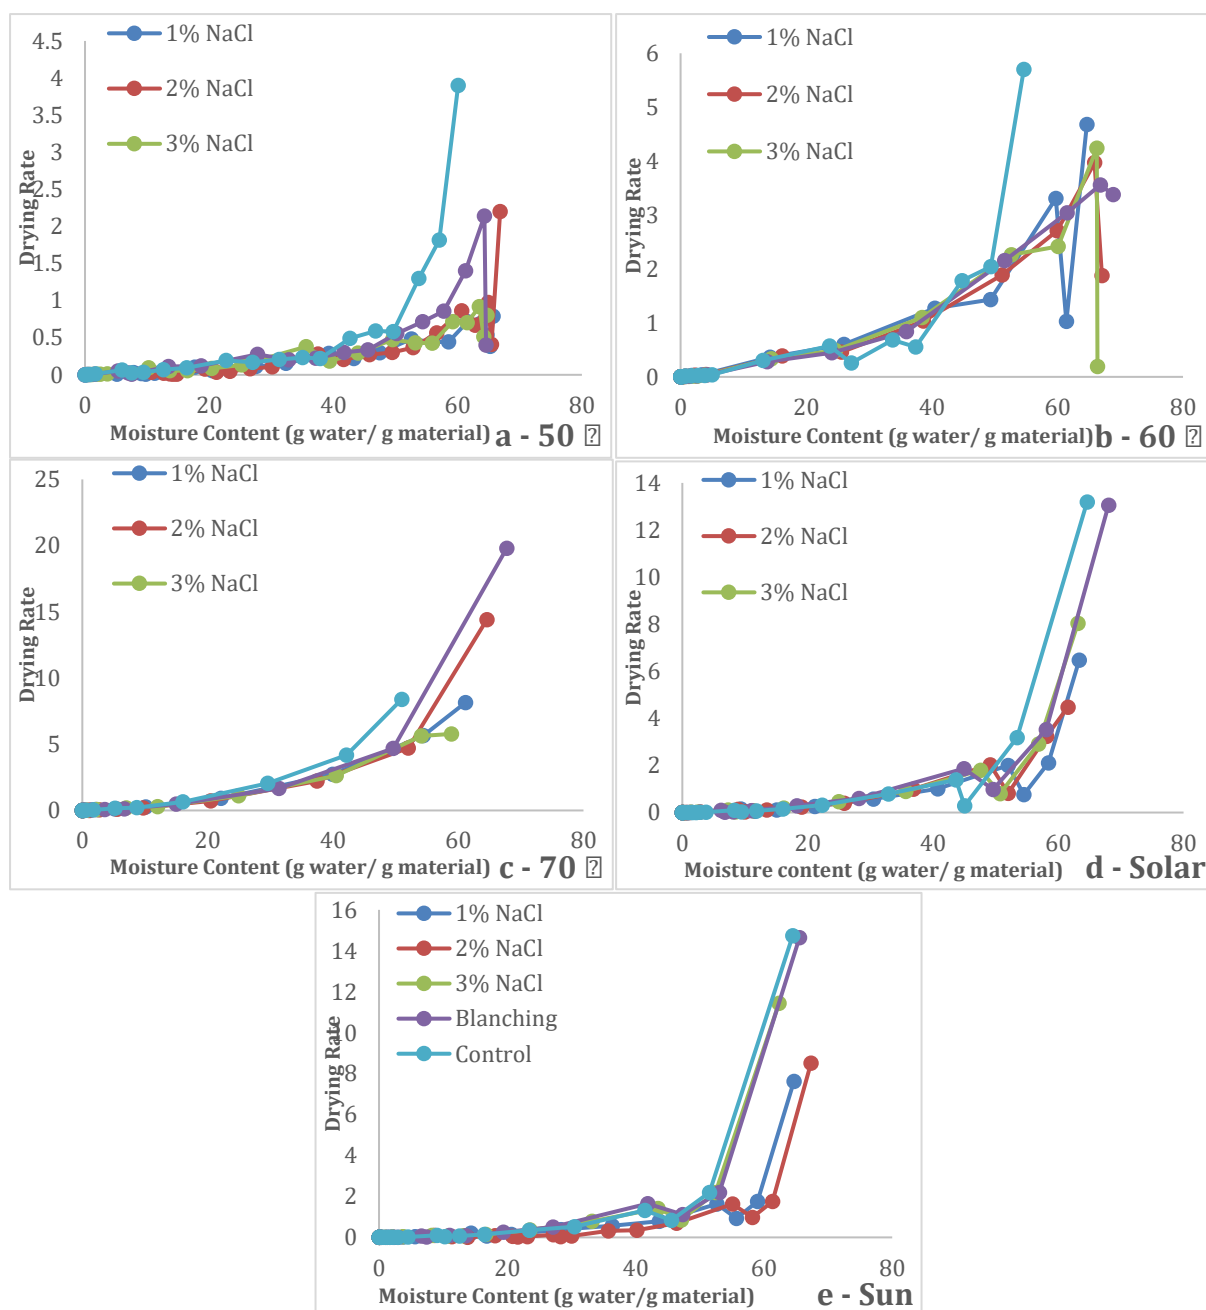 1% NaCl
2% NaCl
3% NaCl
4.5
4
3.5
3
2.5
2
1.5
1
0.5
0
Drying Rate
0 20 40 60 80
Moisture Content (g water/ g material) a - 50 ⍰
1% NaCl
2% NaCl
3% NaCl
6
5
4
3
2
1
0
Drying Rate
0 20 40 60 80
Moisture Content (g water/ g material) b - 60 ⍰
1% NaCl
2% NaCl
3% NaCl
25
20
15
10
5
0
Drying Rate
0 20 40 60 80
Moisture Content (g water/ g material) c - 70 ⍰
1% NaCl
2% NaCl
3% NaCl
14
12
10
8
6
4
2
0
Drying Rate
0 20 40 60 80
Moisture content (g water/ g material) d - Solar
1% NaCl
2% NaCl
3% NaCl
Blanching
Control
16
14
12
10
8
6
4
2
0
Drying Rate
0 20 40 60 80
Moisture Content (g water/ g material) e - Sun